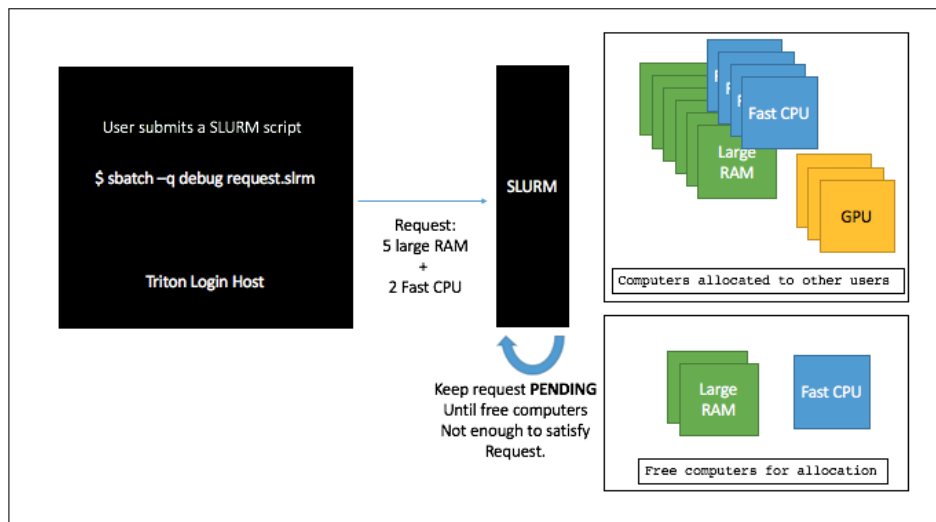 User submits a SLURM script
$ sbatch –q debug request.slrm
Triton Login Host
Request:
5 large RAM
+
2 Fast CPU
SLURM
Keep request PENDING
Until free computers
Not enough to satisfy
Request.
Fast CPU
Large
RAM
GPU
Computers allocated to other users
Large
RAM
Fast CPU
Free computers for allocation